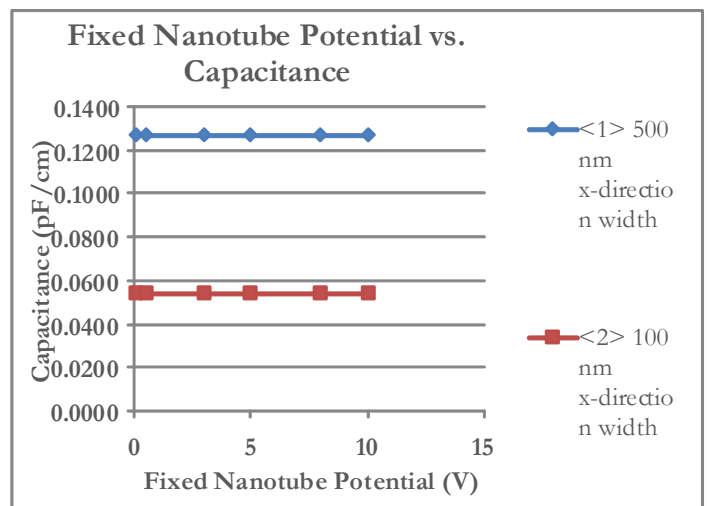 Fixed Nanotube Potential vs.
Capacitance
Capacitance (pF/cm)
0.1400
0.1200
0.1000
0.0800
0.0600
0.0400
0.0200
0.0000
0 5 10 15
Fixed Nanotube Potential (V)
<1> 500
nm
x-directio
n width
<2> 100
nm
x-directio
n width